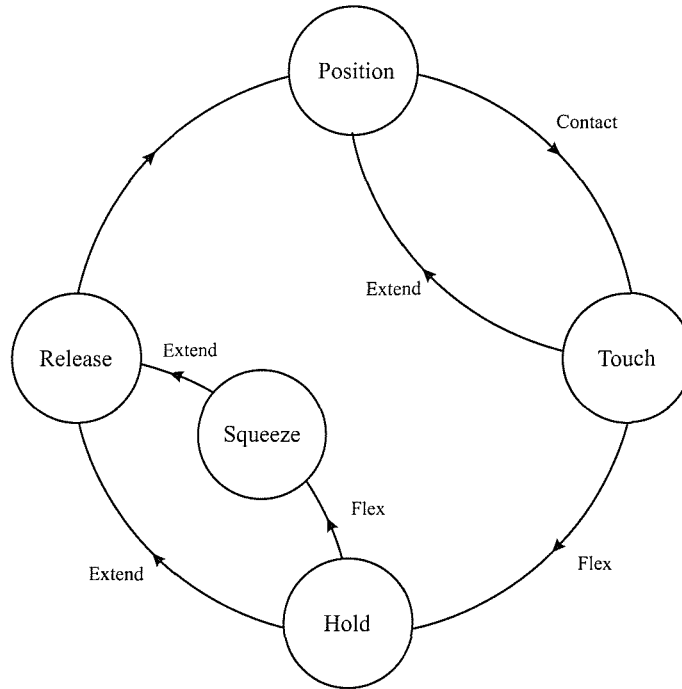 Position
Contact
Extend
Touch
Release
Extend
Squeeze
Flex
Extend
Hold
Flex